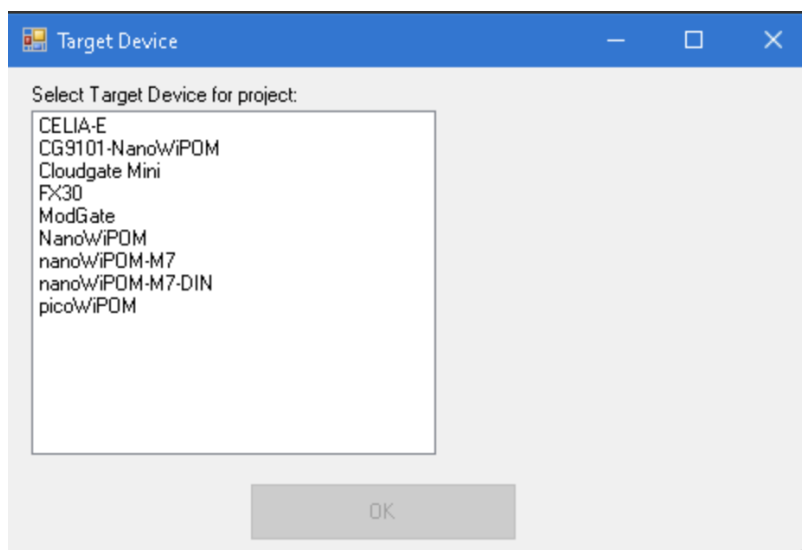 Target Device
Select Target Device for project:
CELIA-E
CG9101-NanoWiPOM
Cloudgate Mini
FX30
ModGate
NanoWiPOM
nanoWiPOM-M7
nanoWiPOM-M7-DIN
picoWiPOM
OK